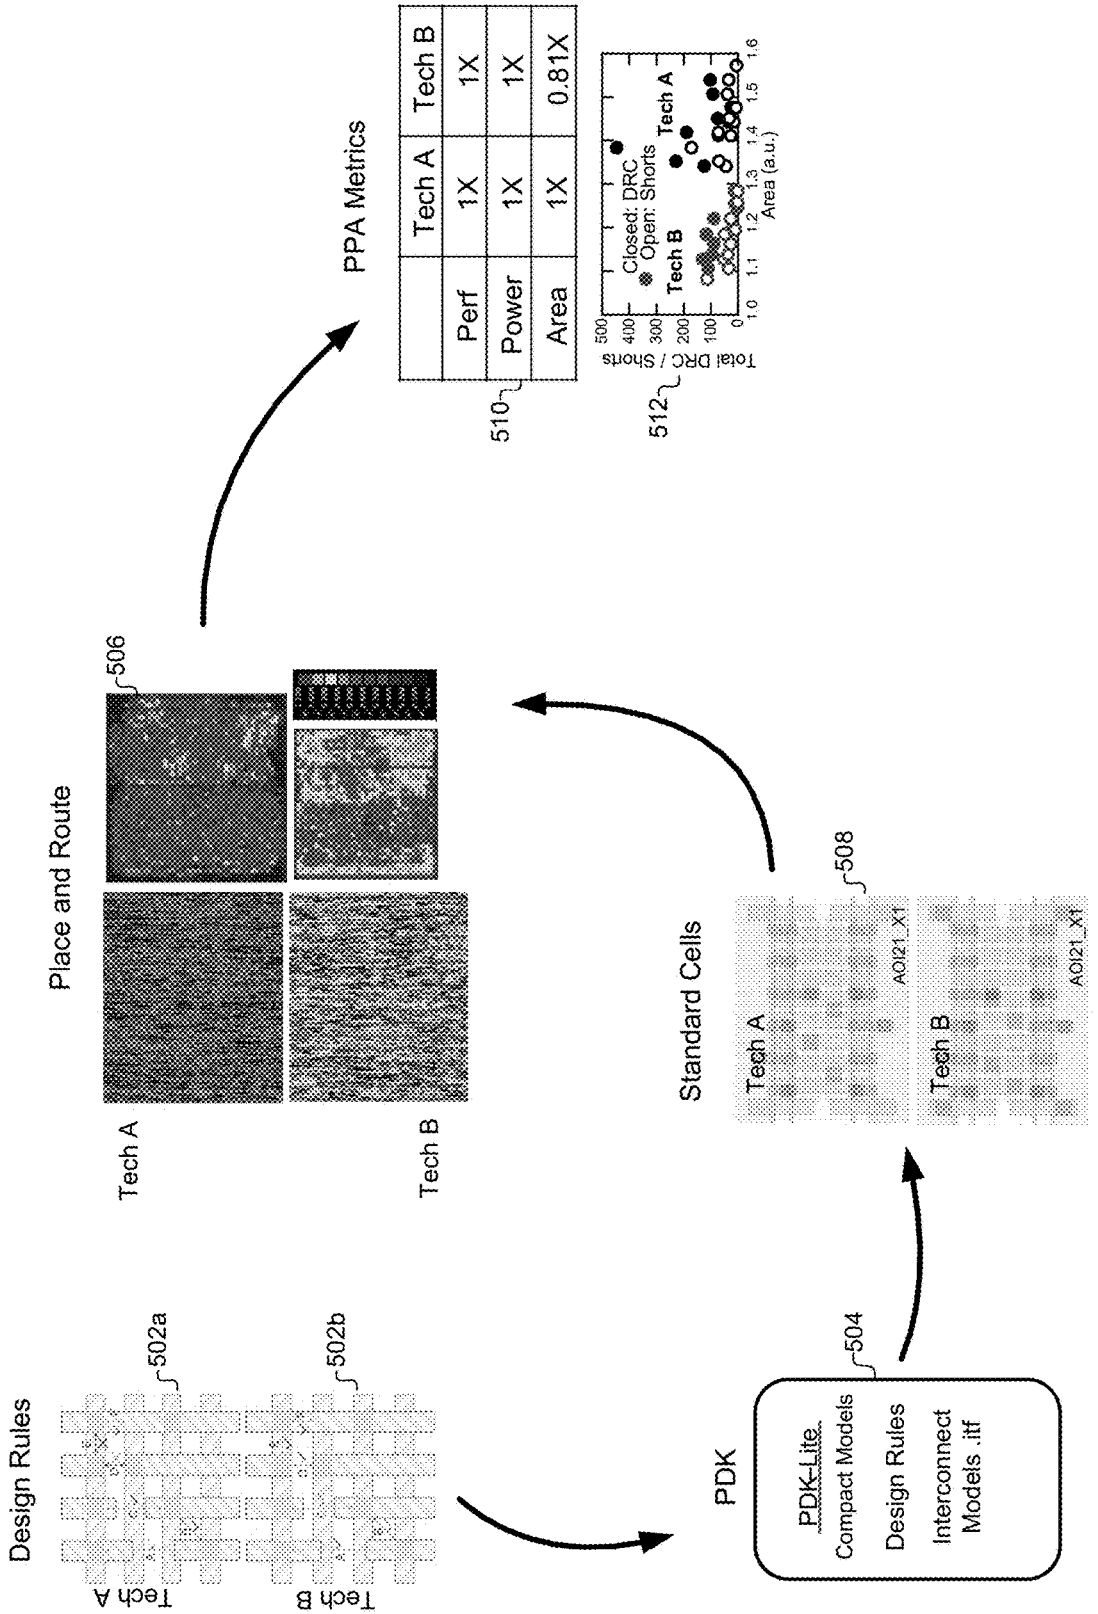 Design Rules
Tech A
502a
Tech B
502b
PDK
PDK-Lite
Compact Models
Design Rules
Interconnect
Models .itf
504
Standard Cells
Tech A
AOI21_X1
508
Tech B
AOI21_X1
Place and Route
Tech A
Tech B
506
PPA Metrics
Tech A Tech B
Perf 1X 1X
Power 1X 1X
Area 1X 0.81X
510
512
Total DRC / Shorts
500
400
300
200
100
0
Closed: DRC
Open: Shorts
Tech B
Tech A
1.0 1.1 1.2 1.3 1.4 1.5 1.6
Area (a.u.)